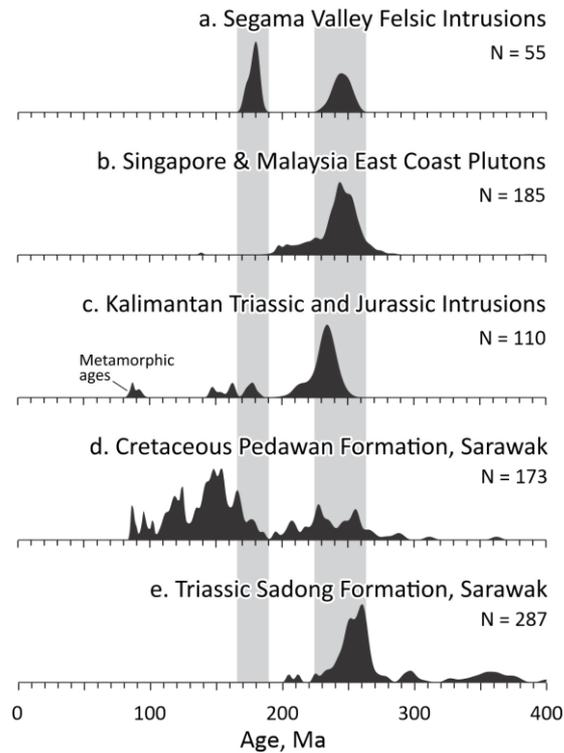 a. Segama Valley Felsic Intrusions
N = 55
b. Singapore & Malaysia East Coast Plutons
N = 185
c. Kalimantan Triassic and Jurassic Intrusions
N = 110
Metamorphic
ages
d. Cretaceous Pedawan Formation, Sarawak
N = 173
e. Triassic Sadong Formation, Sarawak
N = 287
0 100 200 300 400
Age, Ma